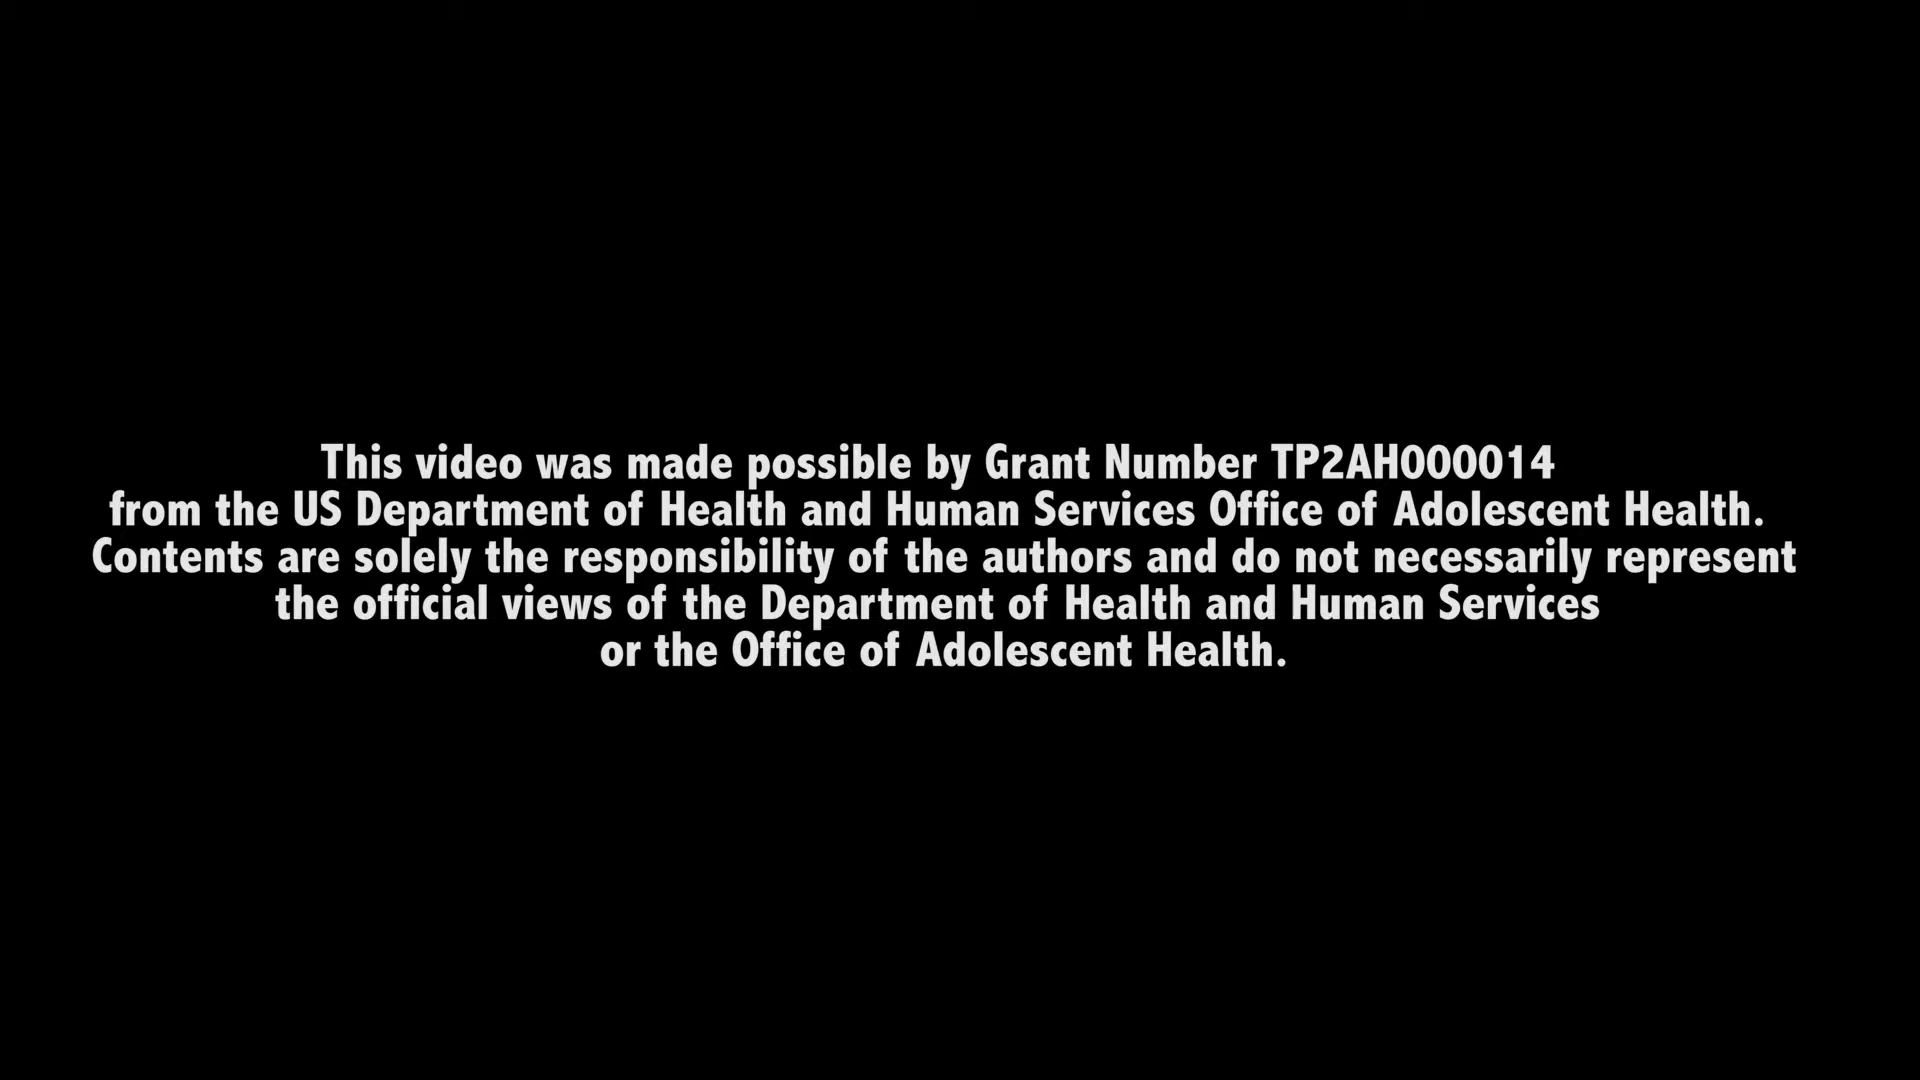 This video was made possible by Grant Number TP2AH000014
from the US Department of Health and Human Services Office of Adolescent Health.
Contents are solely the responsibility of the authors and do not necessarily represent
the official views of the Department of Health and Human Services
or the Office of Adolescent Health.